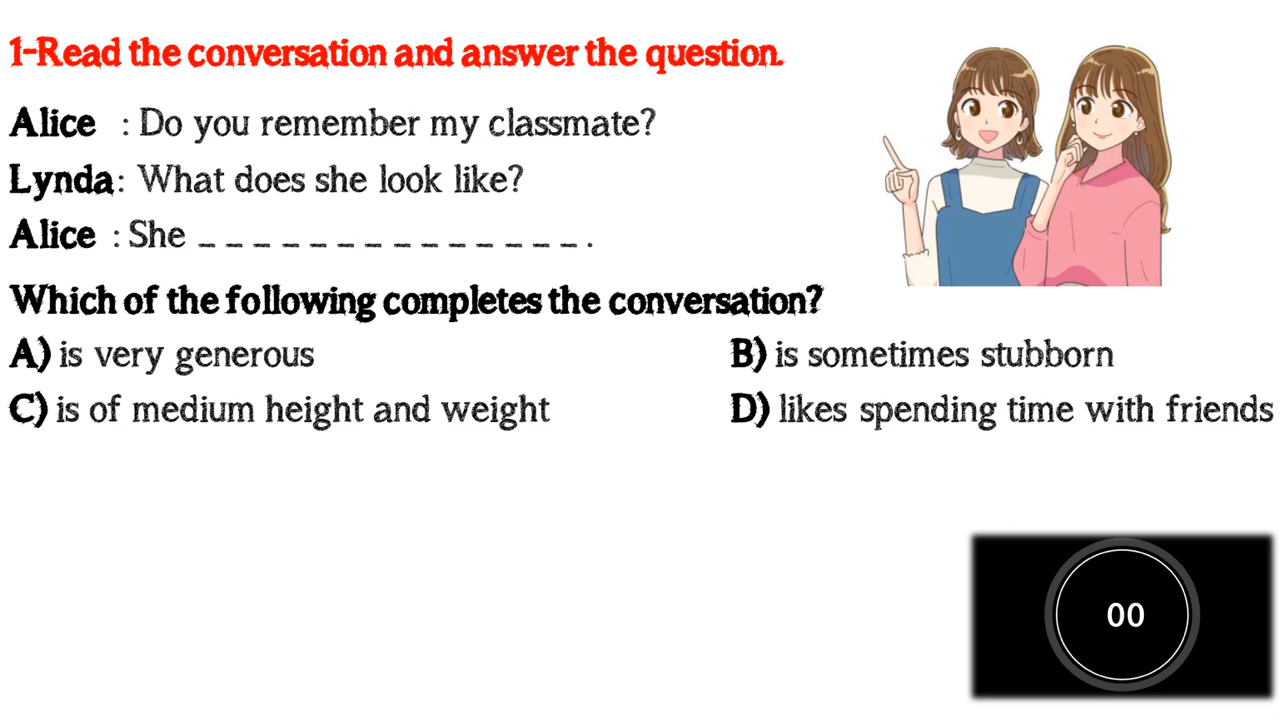 1-Read the conversation and answer the question.
Alice : Do you remember my classmate?
Lynda: What does she look like?
Alice : She _ _ _ _ _ _ _ _ _ _ _ _ _ _ .
Which of the following completes the conversation?
A) is very generous B) is sometimes stubborn
C) is of medium height and weight D) likes spending time with friends
00